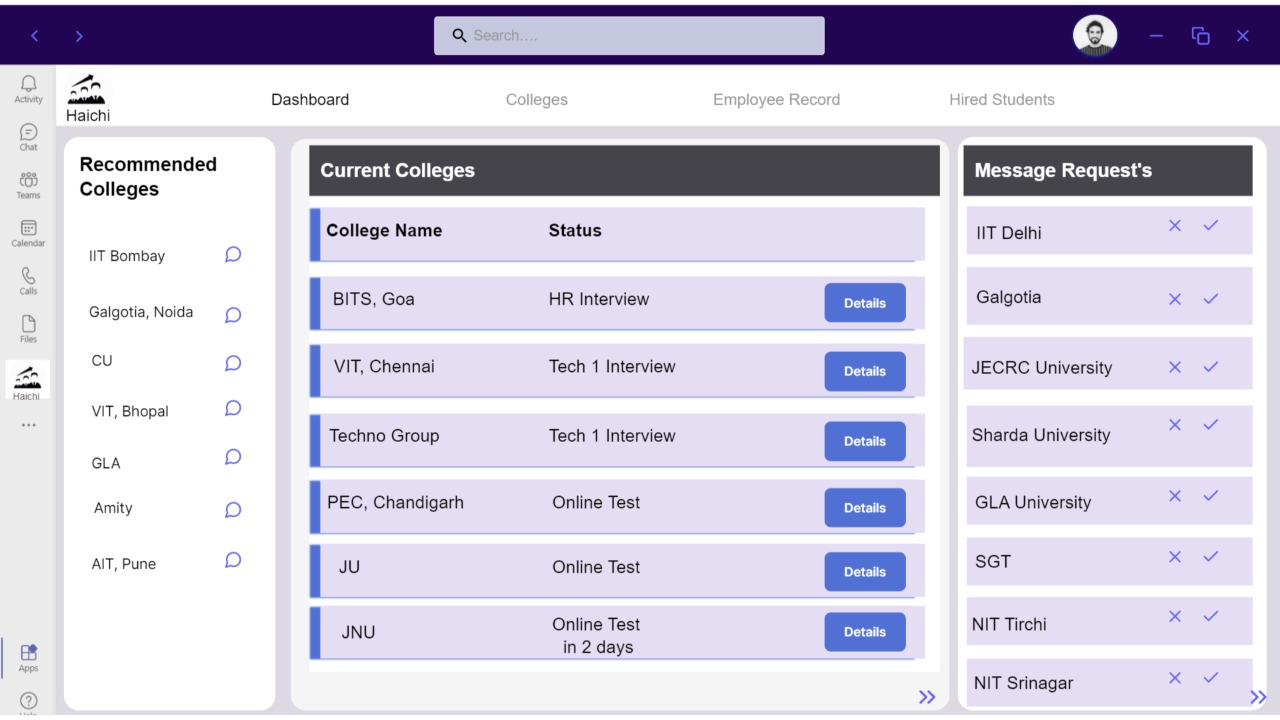 Search....
Activity
Chat
Teams
Calendar
Calls
Files
Haichi
Apps
Haichi
Dashboard
Colleges
Employee Record
Hired Students
Recommended
Colleges
IIT Bombay
Galgotia, Noida
CU
VIT, Bhopal
GLA
Amity
AIT, Pune
Current Colleges
College Name Status
BITS, Goa HR Interview Details
VIT, Chennai Tech 1 Interview Details
Techno Group Tech 1 Interview Details
PEC, Chandigarh Online Test Details
JU Online Test Details
JNU Online Test Details
in 2 days
Message Request's
IIT Delhi
Galgotia
JECRC University
Sharda University
GLA University
SGT
NIT Tirchi
NIT Srinagar